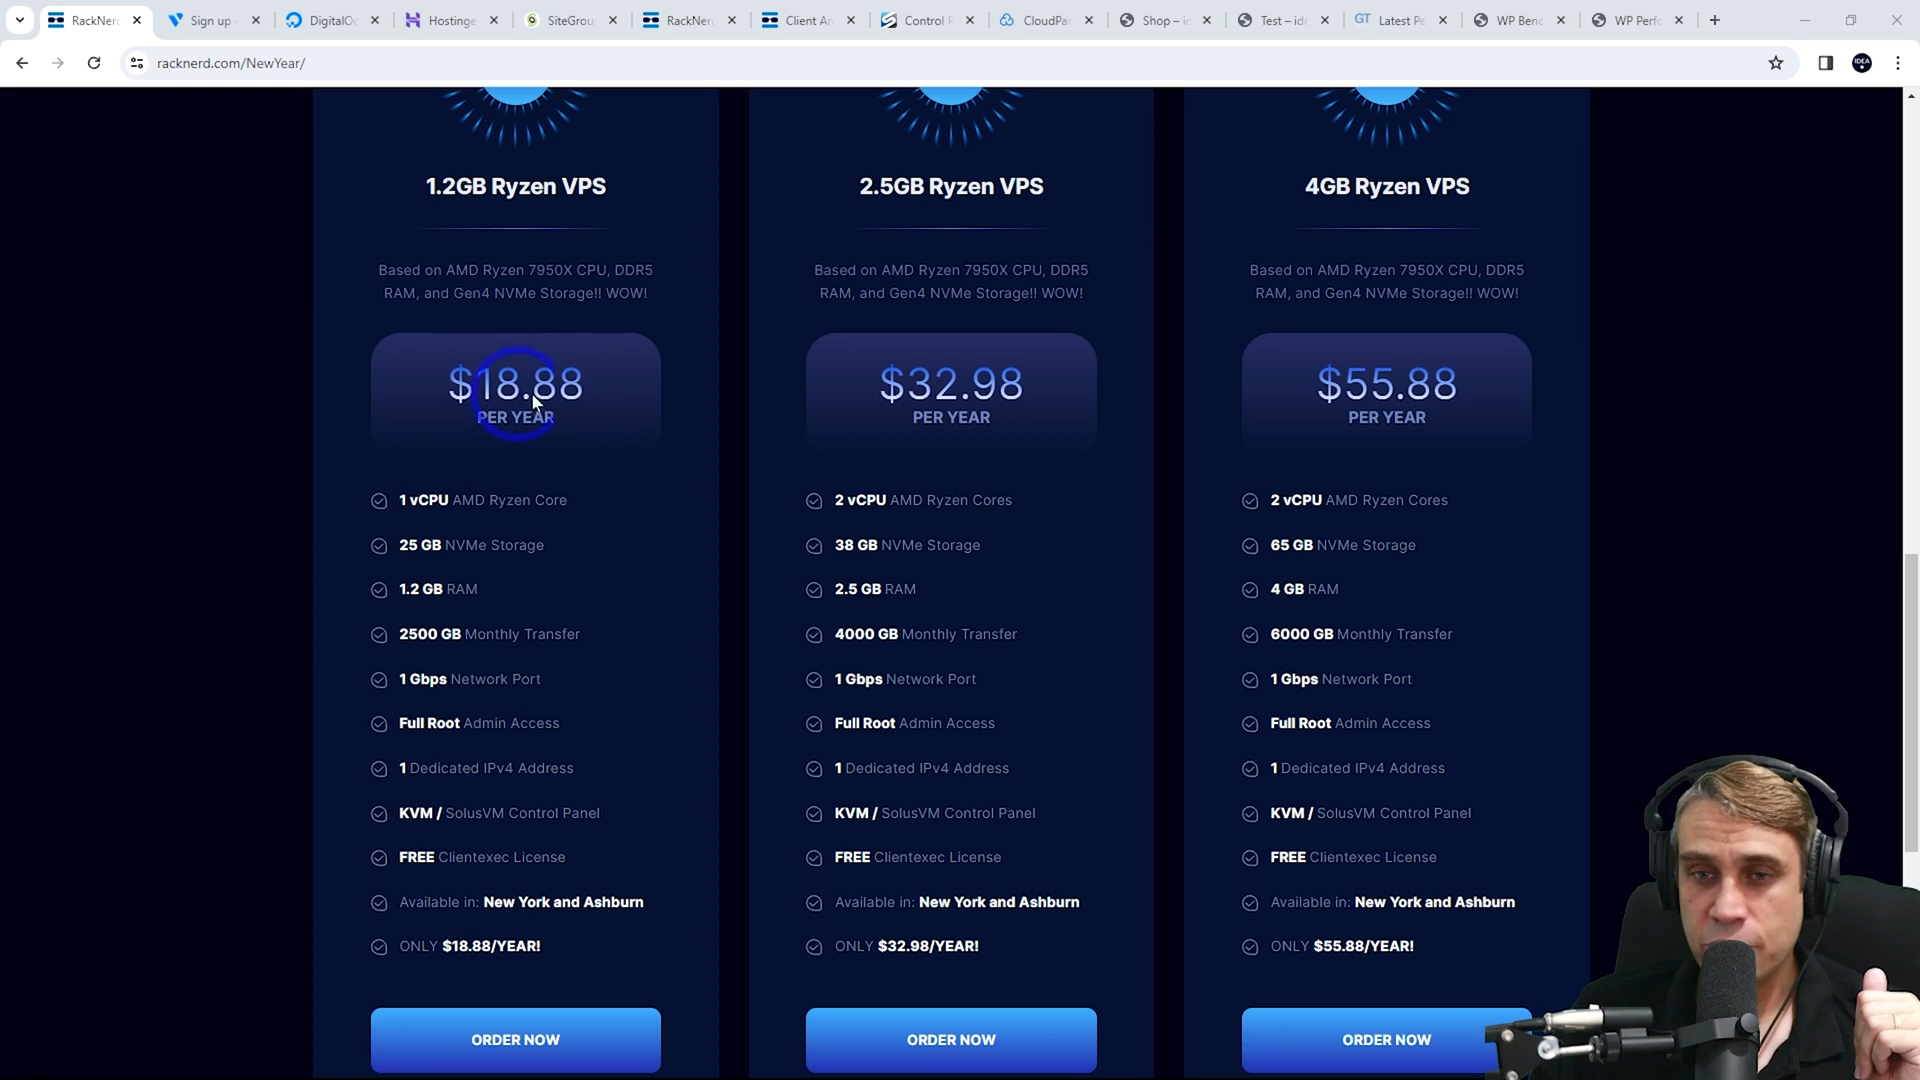 RackNerd
Sign up -
DigitalOc
Hostinge
SiteGrou
RackNerd
Client Are
Control P
CloudPan
Shop – id
Test – ide
GT Latest Pe
WP Benc
WP Perfo
racknerd.com/NewYear/
IDEA
1.2GB Ryzen VPS
Based on AMD Ryzen 7950X CPU, DDR5
RAM, and Gen4 NVMe Storage!! WOW!
$18.88
PER YEAR
1 vCPU AMD Ryzen Core
25 GB NVMe Storage
1.2 GB RAM
2500 GB Monthly Transfer
1 Gbps Network Port
Full Root Admin Access
1 Dedicated IPv4 Address
KVM / SolusVM Control Panel
FREE Clientexec License
Available in: New York and Ashburn
ONLY $18.88/YEAR!
ORDER NOW
2.5GB Ryzen VPS
Based on AMD Ryzen 7950X CPU, DDR5
RAM, and Gen4 NVMe Storage!! WOW!
$32.98
PER YEAR
2 vCPU AMD Ryzen Cores
38 GB NVMe Storage
2.5 GB RAM
4000 GB Monthly Transfer
1 Gbps Network Port
Full Root Admin Access
1 Dedicated IPv4 Address
KVM / SolusVM Control Panel
FREE Clientexec License
Available in: New York and Ashburn
ONLY $32.98/YEAR!
ORDER NOW
4GB Ryzen VPS
Based on AMD Ryzen 7950X CPU, DDR5
RAM, and Gen4 NVMe Storage!! WOW!
$55.88
PER YEAR
2 vCPU AMD Ryzen Cores
65 GB NVMe Storage
4 GB RAM
6000 GB Monthly Transfer
1 Gbps Network Port
Full Root Admin Access
1 Dedicated IPv4 Address
KVM / SolusVM Control Panel
FREE Clientexec License
Available in: New York and Ashburn
ONLY $55.88/YEAR!
ORDER NOW